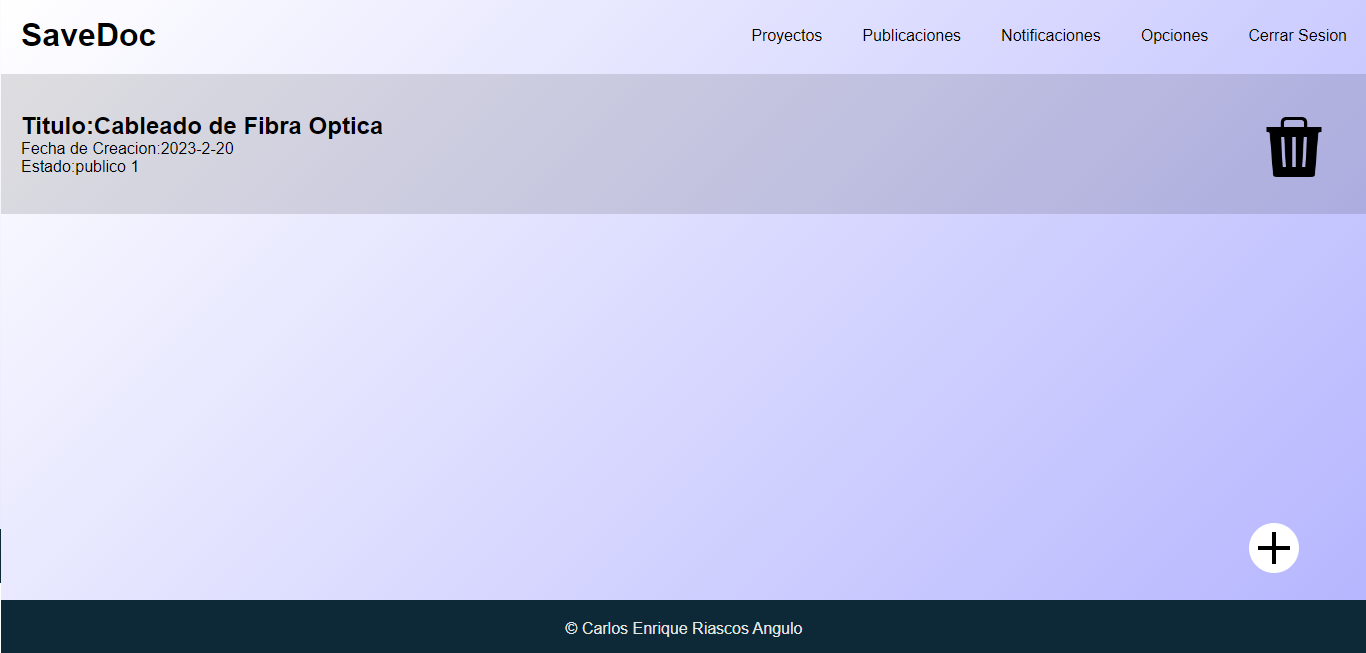 SaveDoc
Proyectos Publicaciones Notificaciones Opciones Cerrar Sesion
Titulo:Cableado de Fibra Optica
Fecha de Creacion:2023-2-20
Estado:publico 1
© Carlos Enrique Riascos Angulo